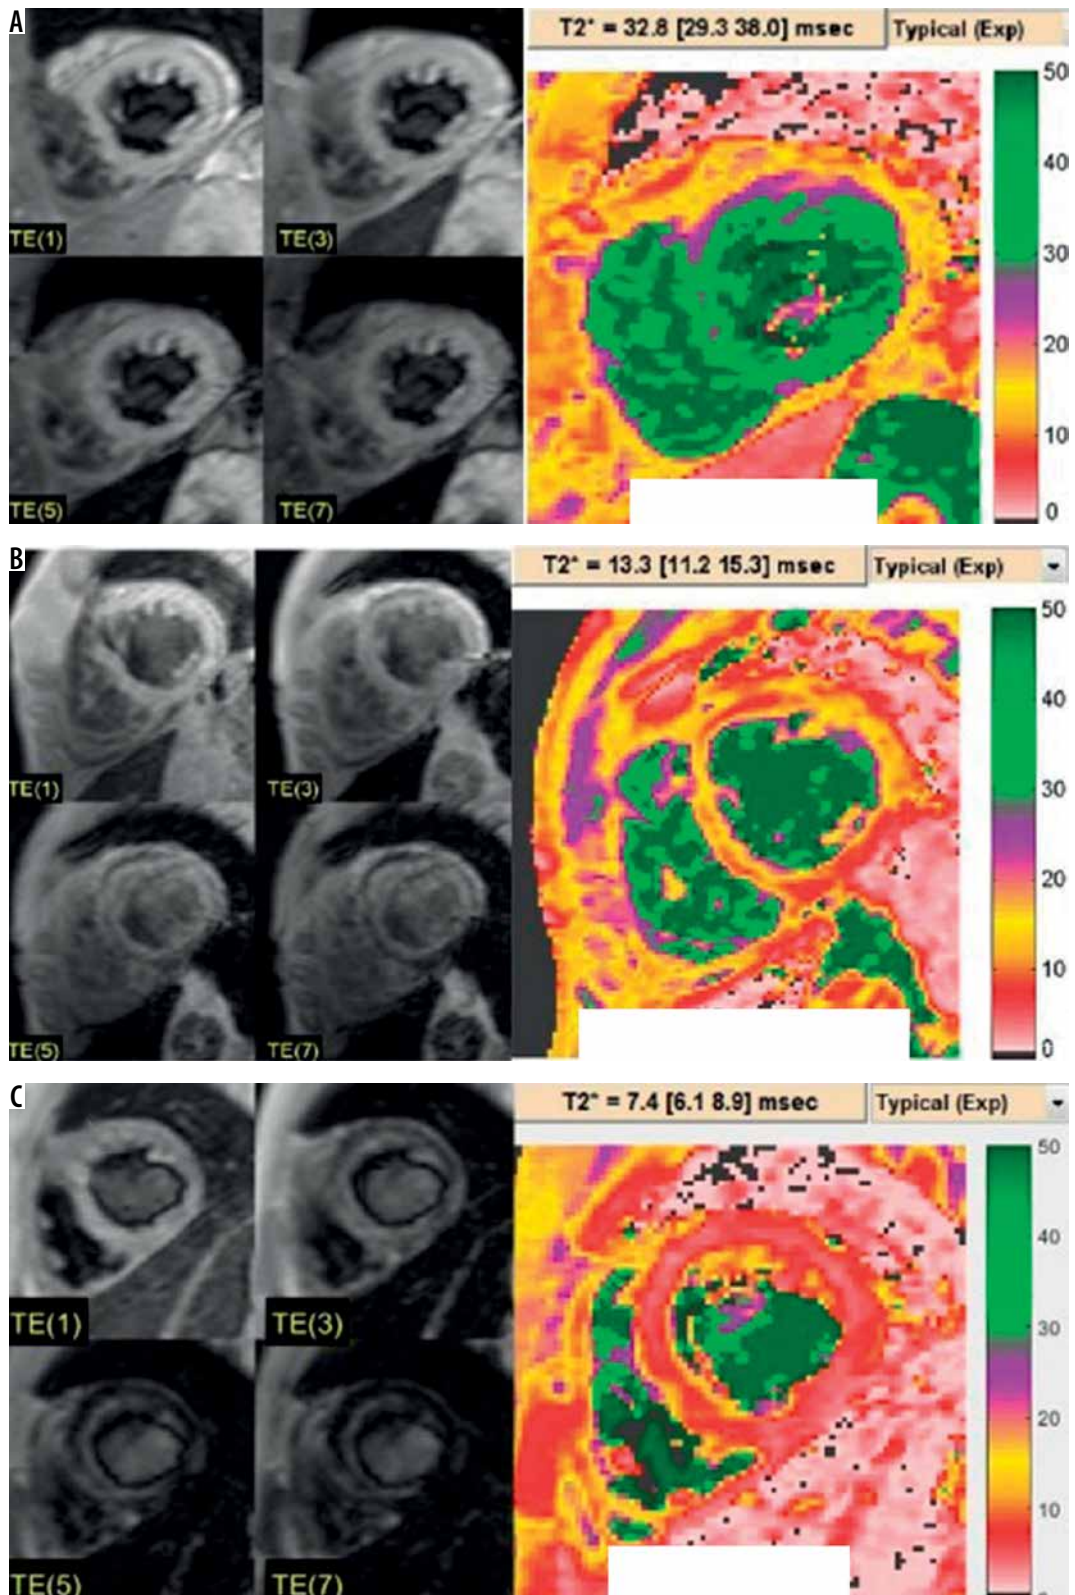 A
T2* = 32.8 [29.3 38.0] msec
Typical (Exp)
TE(1)
TE(3)
TE(5)
TE(7)
50
40
30
20
10
0
B
T2* = 13.3 [11.2 15.3] msec
Typical (Exp)
TE(1)
TE(3)
TE(5)
TE(7)
50
40
30
20
10
0
C
T2* = 7.4 [6.1 8.9] msec
Typical (Exp)
TE(1)
TE(3)
TE(5)
TE(7)
50
40
30
20
10